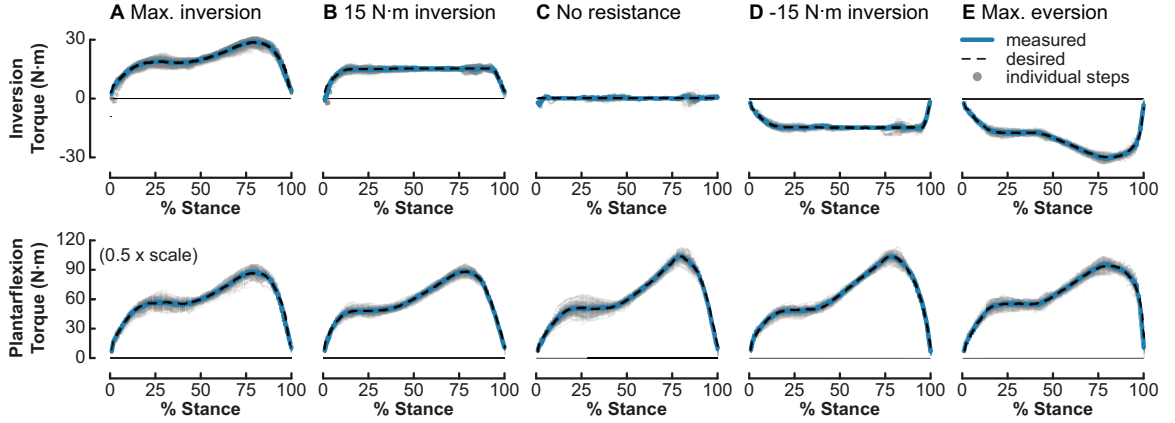 A Max. inversion
B 15 N·m inversion
C No resistance
D -15 N·m inversion
E Max. eversion
measured
desired
individual steps
Inversion
Torque (N·m)
30
0
-30
0 25 50 75 100
% Stance
0 25 50 75 100
% Stance
0 25 50 75 100
% Stance
0 25 50 75 100
% Stance
0 25 50 75 100
% Stance
Plantarflexion
Torque (N·m)
120
90
60
30
0
(0.5 x scale)
0 25 50 75 100
% Stance
0 25 50 75 100
% Stance
0 25 50 75 100
% Stance
0 25 50 75 100
% Stance
0 25 50 75 100
% Stance